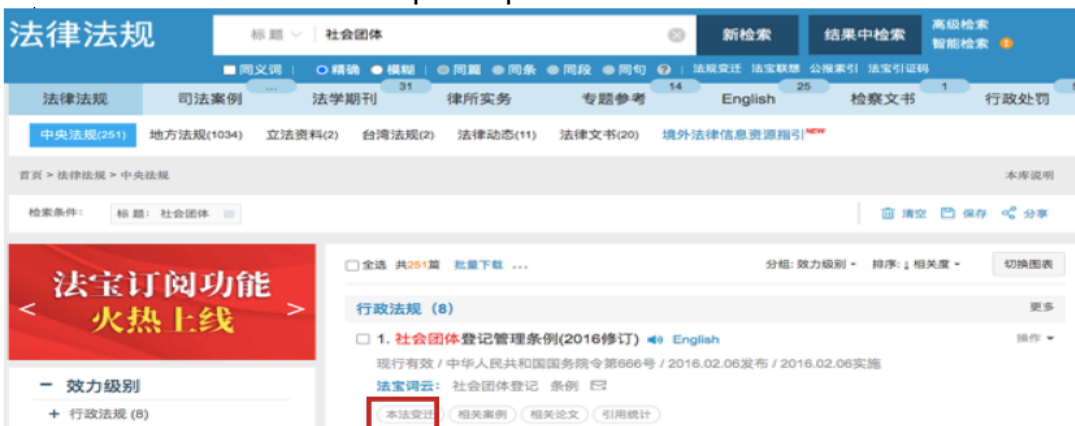 法律法规
标题 社会团体 新检索 结果中检索 高级检索
智能检索
同义词 | 精确 模糊 | 同篇 同条 同段 同句 | 法规变迁 法宝联想 公报索引 法宝引证码
... 31 14 25 1
法律法规 司法案例 法学期刊 律所实务 专题参考 English 检察文书 行政处罚
中央法规(251) 地方法规(1034) 立法资料(2) 台湾法规(2) 法律动态(11) 法律文书(20) 境外法律信息资源指引 NEW
首页 > 法律法规 > 中央法规 本库说明
检索条件: 标题: 社会团体 清空 保存 分享
法宝订阅功能
< 火热上线 >
全选 共251篇 批量下载 ... 分组: 效力级别 排序: 相关度 切换图表
行政法规 (8) 更多
1. 社会团体登记管理条例(2016修订) English 操作
现行有效 / 中华人民共和国国务院令第666号 / 2016.02.06发布 / 2016.02.06实施
法宝词云: 社会团体登记 条例
本法变迁 相关案例 相关论文 引用统计
− 效力级别
+ 行政法规 (8)